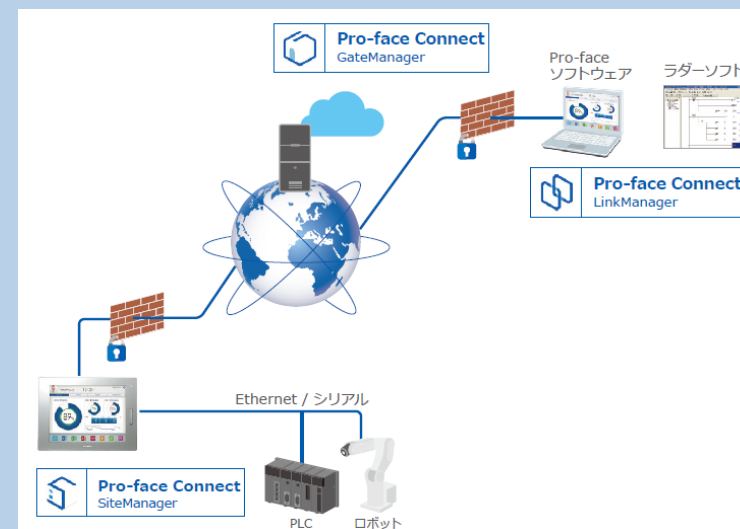 Pro-face Connect
GateManager
Pro-face
ソフトウェア
ラダーソフト
Pro-face Connect
LinkManager
Ethernet / シリアル
Pro-face Connect
SiteManager
PLC
ロボット